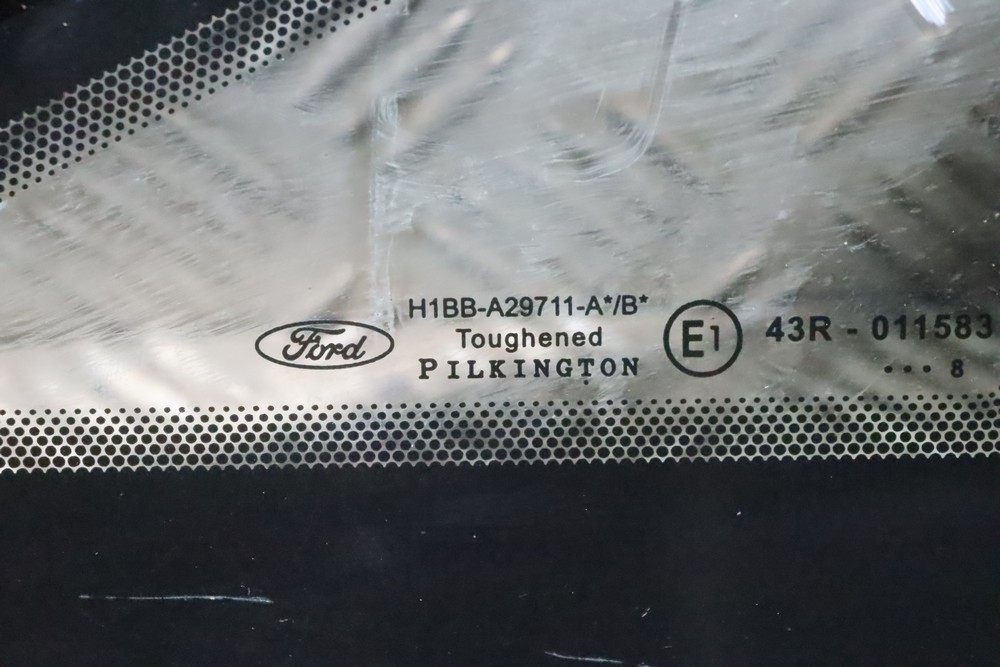 Ford
H1BB-A29711-A*/B*
Toughened
PILKINGTON
E1
43R - 011583
... 8